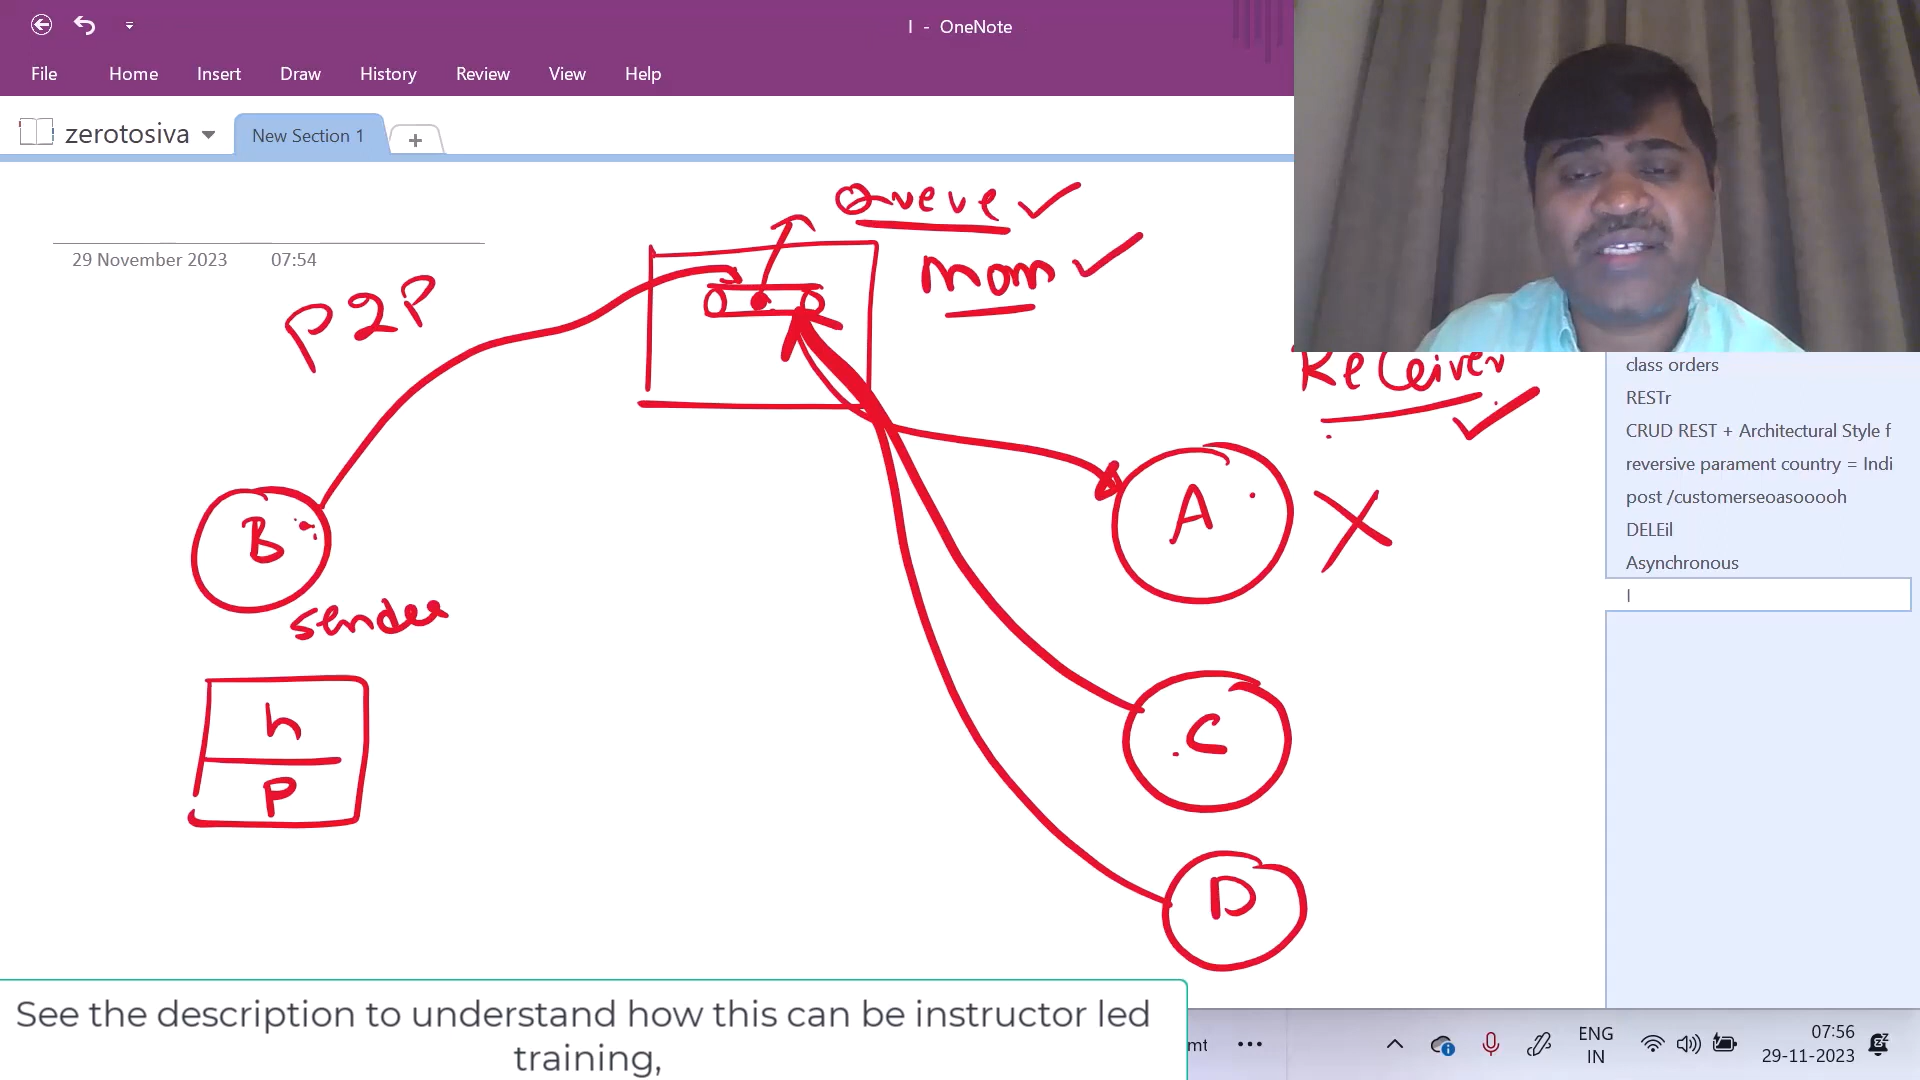 I - OneNote
File Home Insert Draw History Review View Help
zerotosiva New Section 1 +
Queue
29 November 2023 07:54
mom
P2P
Receiver
class orders
RESTr
CRUD REST + Architectural Style f
reversive parament country = Indi
post /customerseoasooooh
DELEil
Asynchronous
I
A
B
sender
h
C
P
D
See the description to understand how this can be instructor led
training,
mt
ENG
IN
07:56
29-11-2023